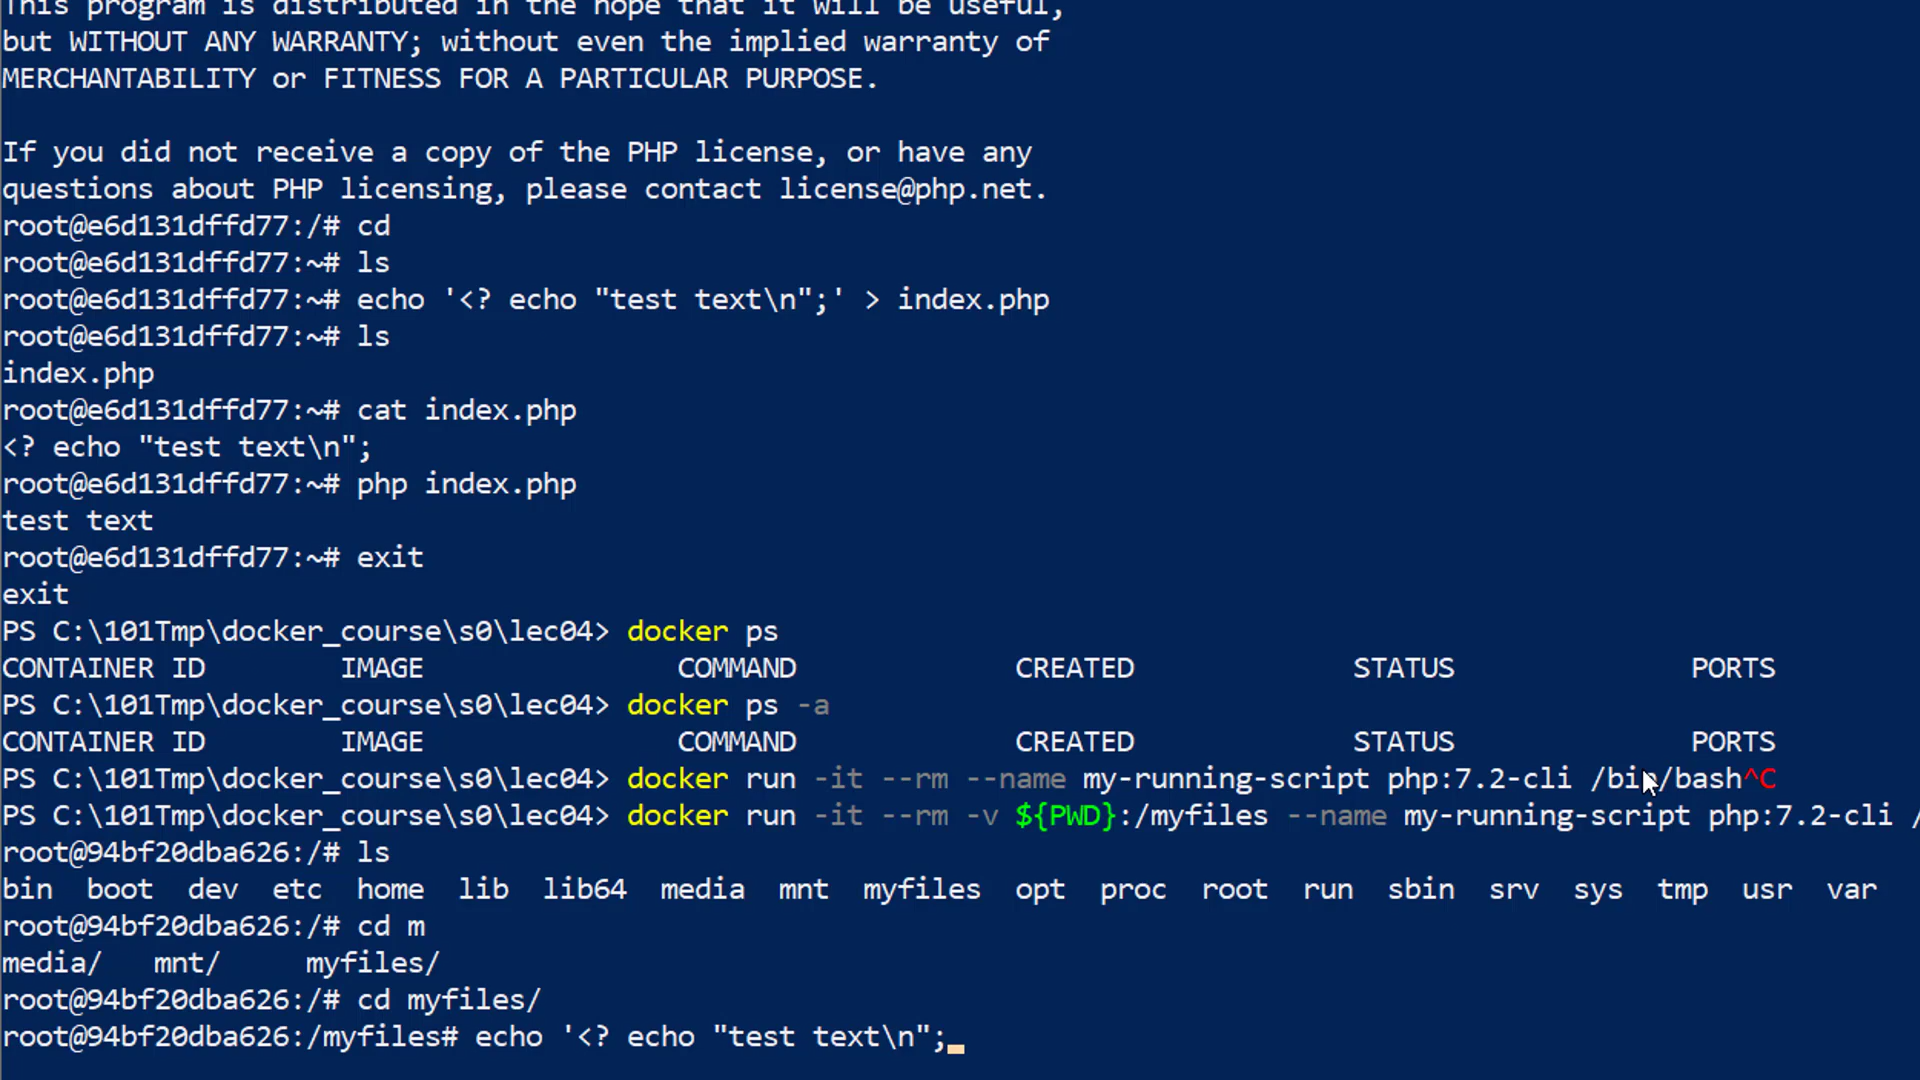 This program is distributed in the hope that it will be useful,
but WITHOUT ANY WARRANTY; without even the implied warranty of
MERCHANTABILITY or FITNESS FOR A PARTICULAR PURPOSE.
If you did not receive a copy of the PHP license, or have any
questions about PHP licensing, please contact license@php.net.
root@e6d131dffd77:/# cd
root@e6d131dffd77:~# ls
root@e6d131dffd77:~# echo '<? echo "test text\n";' > index.php
root@e6d131dffd77:~# ls
index.php
root@e6d131dffd77:~# cat index.php
<? echo "test text\n";
root@e6d131dffd77:~# php index.php
test text
root@e6d131dffd77:~# exit
exit
PS C:\101Tmp\docker_course\s0\lec04> docker ps
CONTAINER ID        IMAGE               COMMAND             CREATED             STATUS              PORTS
PS C:\101Tmp\docker_course\s0\lec04> docker ps -a
CONTAINER ID        IMAGE               COMMAND             CREATED             STATUS              PORTS
PS C:\101Tmp\docker_course\s0\lec04> docker run -it --rm --name my-running-script php:7.2-cli /bin/bash^C
PS C:\101Tmp\docker_course\s0\lec04> docker run -it --rm -v ${PWD}:/myfiles --name my-running-script php:7.2-cli /
root@94bf20dba626:/# ls
bin  boot  dev  etc  home  lib  lib64  media  mnt  myfiles  opt  proc  root  run  sbin  srv  sys  tmp  usr  var
root@94bf20dba626:/# cd m
media/   mnt/     myfiles/
root@94bf20dba626:/# cd myfiles/
root@94bf20dba626:/myfiles# echo '<? echo "test text\n";